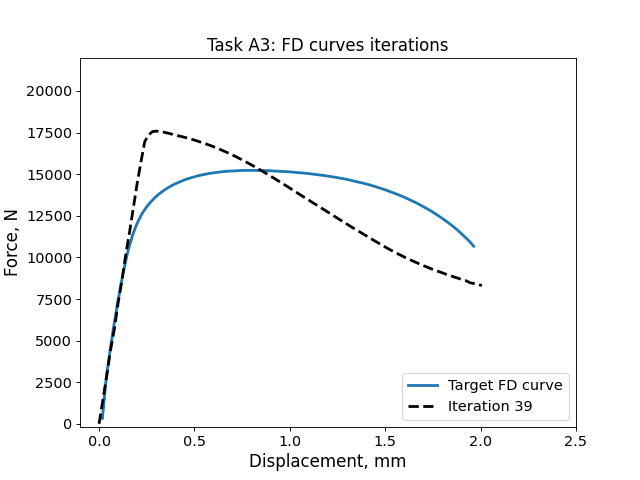 Task A3: FD curves iterations
Force, N
20000
17500
15000
12500
10000
7500
5000
2500
0
0.0 0.5 1.0 1.5 2.0 2.5
Displacement, mm
Target FD curve
Iteration 39